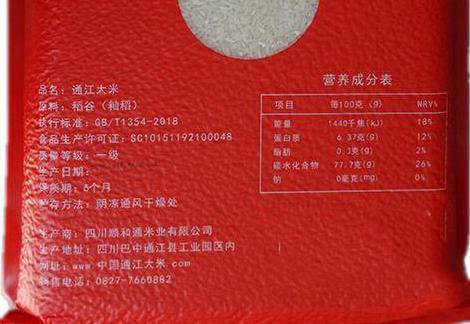 品名: 通江大米
原料: 稻谷（籼稻）
执行标准: GB/T1354-2018
食品生产许可证: SC10151192100048
质量等级: 一级
生产日期:
保质期: 6个月
贮存方法: 阴凉通风干燥处
生产商: 四川顺和通米业有限公司
生产地址: 四川巴中通江县工业园区内
网址: www.中国通江大米.com
销售电话: 0827-7660882
营养成分表
项目 每100克（g） NRV%
能量 1440千焦(kJ) 18%
蛋白质 6.37克(g) 12%
脂肪 0.3克(g) 2%
碳水化合物 77.7克(g) 26%
钠 0毫克(mg) 0%